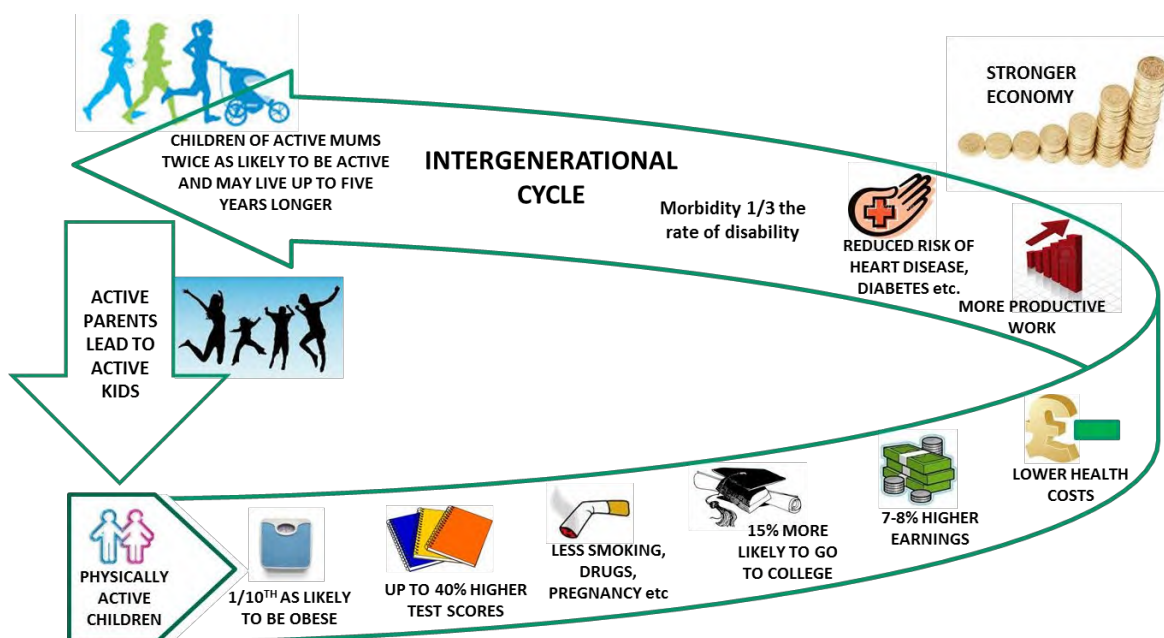 STRONGER
ECONOMY
CHILDREN OF ACTIVE MUMS
TWICE AS LIKELY TO BE ACTIVE
AND MAY LIVE UP TO FIVE
YEARS LONGER
INTERGENERATIONAL
CYCLE
Morbidity 1/3 the
rate of disability
REDUCED RISK OF
HEART DISEASE,
DIABETES etc.
MORE PRODUCTIVE
WORK
ACTIVE
PARENTS
LEAD TO
ACTIVE
KIDS
PHYSICALLY
ACTIVE
CHILDREN
1/10TH AS LIKELY
TO BE OBESE
UP TO 40% HIGHER
TEST SCORES
LESS SMOKING,
DRUGS,
PREGNANCY etc
15% MORE
LIKELY TO GO
TO COLLEGE
7-8% HIGHER
EARNINGS
£
LOWER HEALTH
COSTS